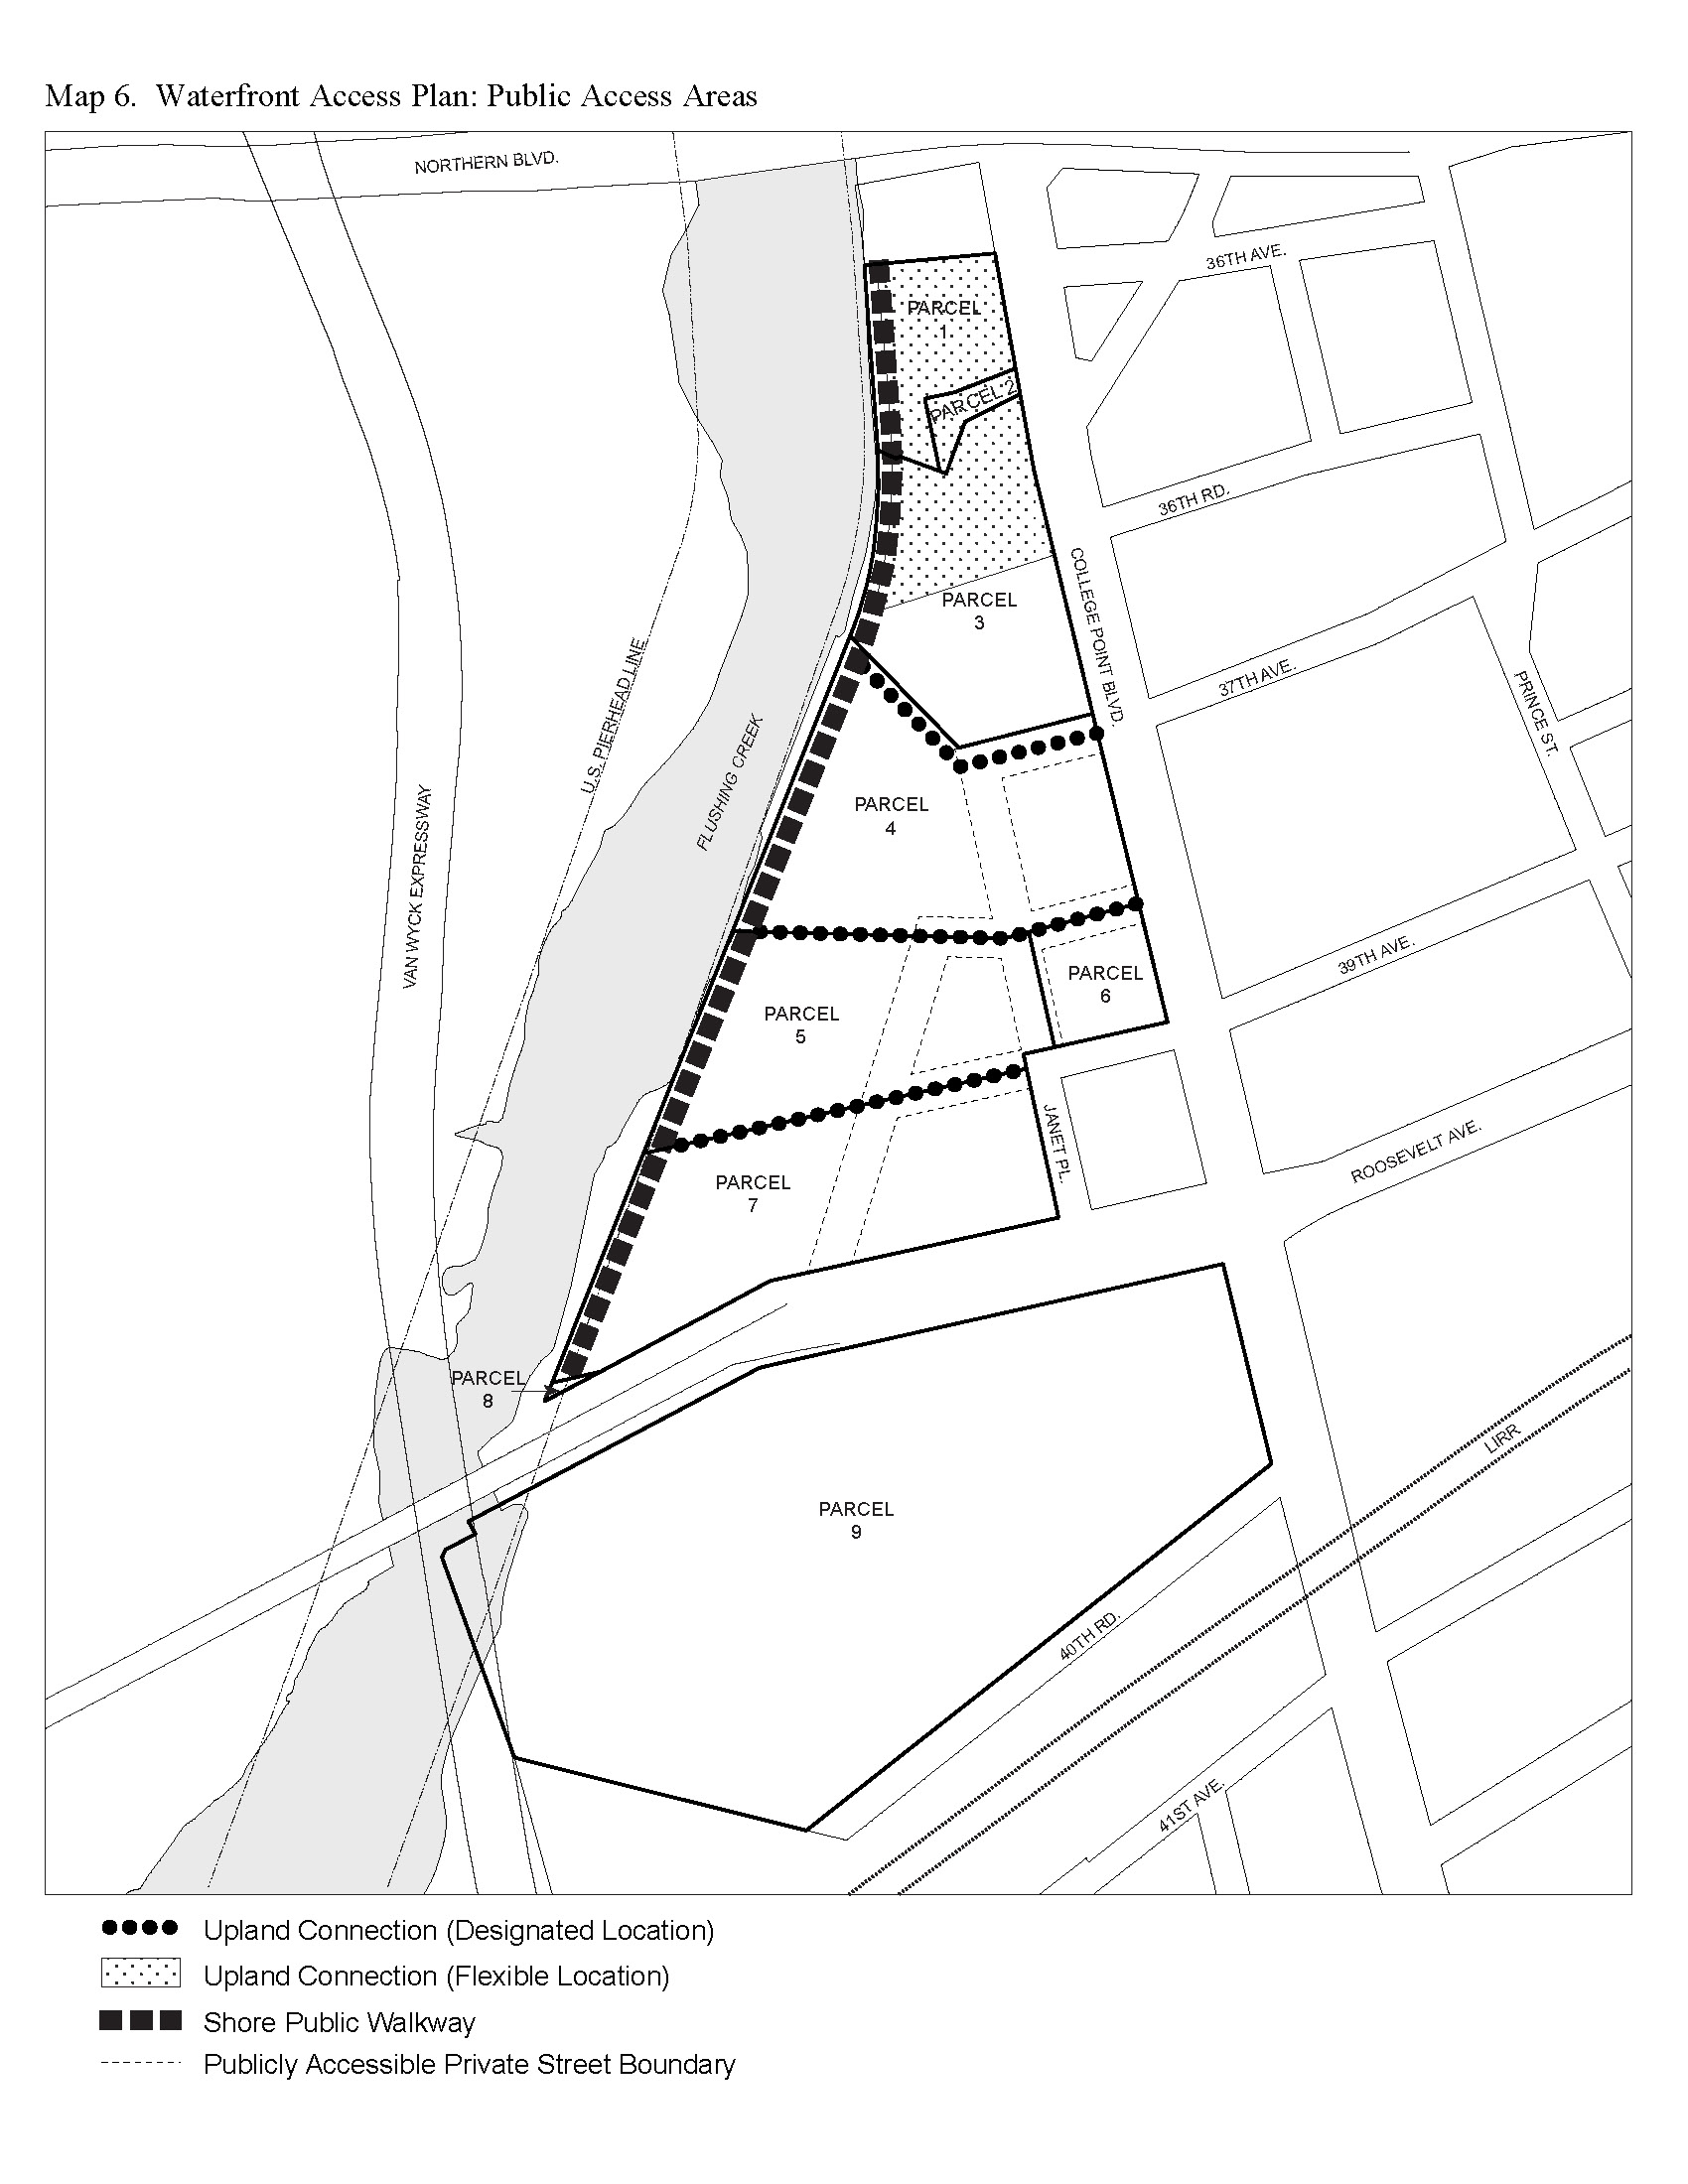 Map 6. Waterfront Access Plan: Public Access Areas
NORTHERN BLVD.
36TH AVE.
PARCEL
1
PARCEL 2
36TH RD.
PARCEL
3
COLLEGE POINT BLVD.
37TH AVE.
PRINCE ST.
U.S. PIERHEAD LINE
FLUSHING CREEK
VAN WYCK EXPRESSWAY
PARCEL
4
39TH AVE.
PARCEL
6
PARCEL
5
JANET PL.
ROOSEVELT AVE.
PARCEL
7
PARCEL
8
LIRR
PARCEL
9
40TH RD.
41ST AVE.
Upland Connection (Designated Location)
Upland Connection (Flexible Location)
Shore Public Walkway
Publicly Accessible Private Street Boundary